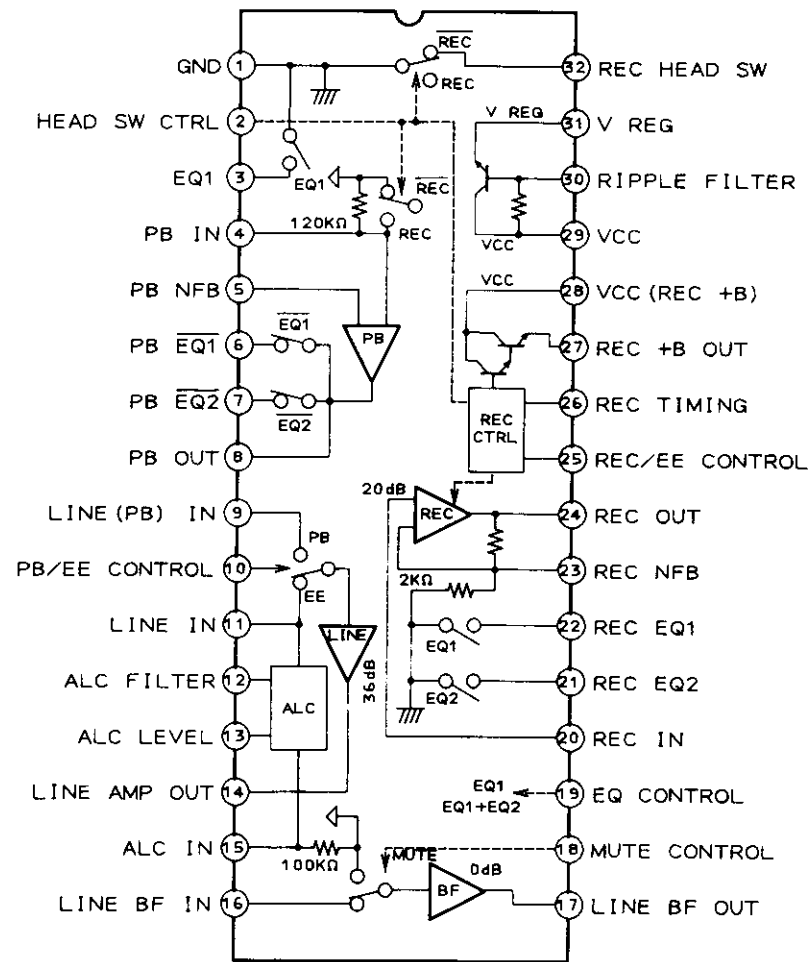 GND 1
HEAD SW CTRL 2
EQ1 3
PB IN 4
PB NFB 5
PB E̅Q̅1̅ 6
PB E̅Q̅2̅ 7
PB OUT 8
LINE(PB) IN 9
PB/EE CONTROL 10
LINE IN 11
ALC FILTER 12
ALC LEVEL 13
LINE AMP OUT 14
ALC IN 15
LINE BF IN 16
32 REC HEAD SW
31 V REG
30 RIPPLE FILTER
29 VCC
28 VCC(REC +B)
27 REC +B OUT
26 REC TIMING
25 REC/EE CONTROL
24 REC OUT
23 REC NFB
22 REC EQ1
21 REC EQ2
20 REC IN
19 EQ CONTROL
18 MUTE CONTROL
17 LINE BF OUT
R̅E̅C̅
REC
EQ1
R̅E̅C̅
120KΩ
REC
E̅Q̅1̅
PB
E̅Q̅2̅
V REG
VCC
VCC
REC
CTRL
20dB
REC
2KΩ
EQ1
EQ2
PB
EE
LINE
36dB
ALC
EQ1
EQ1+EQ2
100KΩ
MUTE
BF
0dB